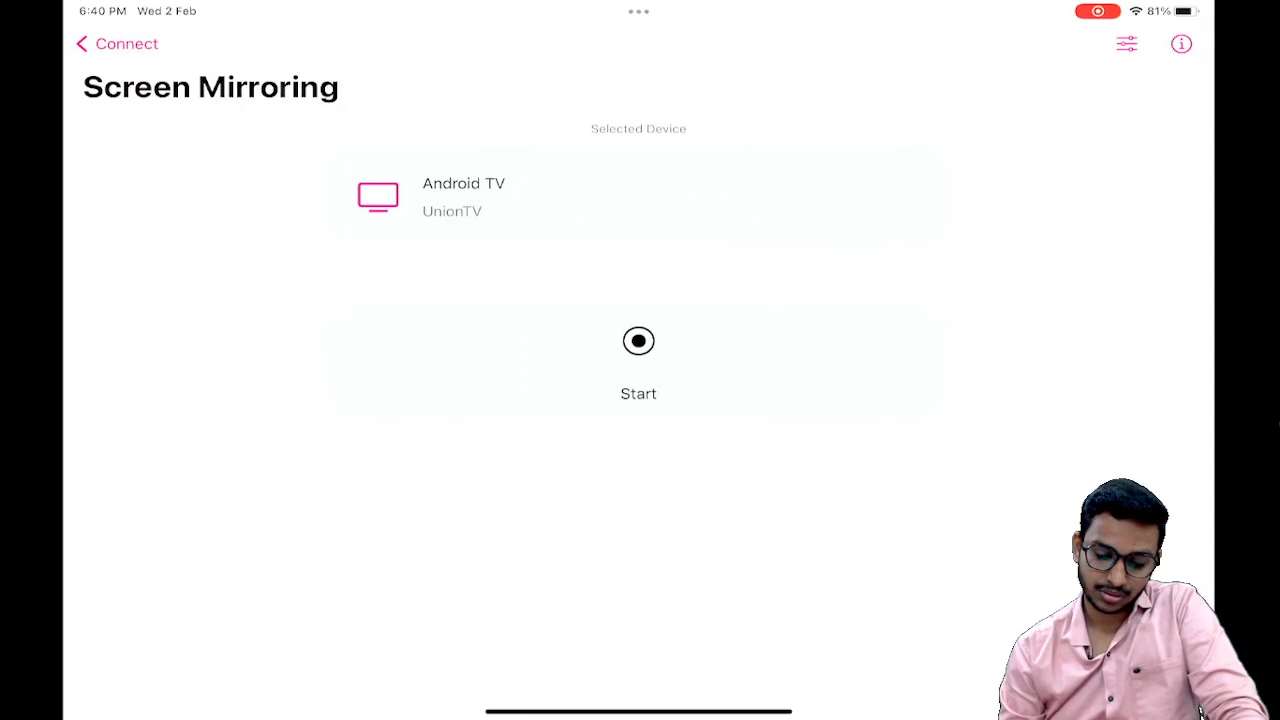 6:40 PM Wed 2 Feb
81%
Connect
Screen Mirroring
Selected Device
Android TV
UnionTV
Start